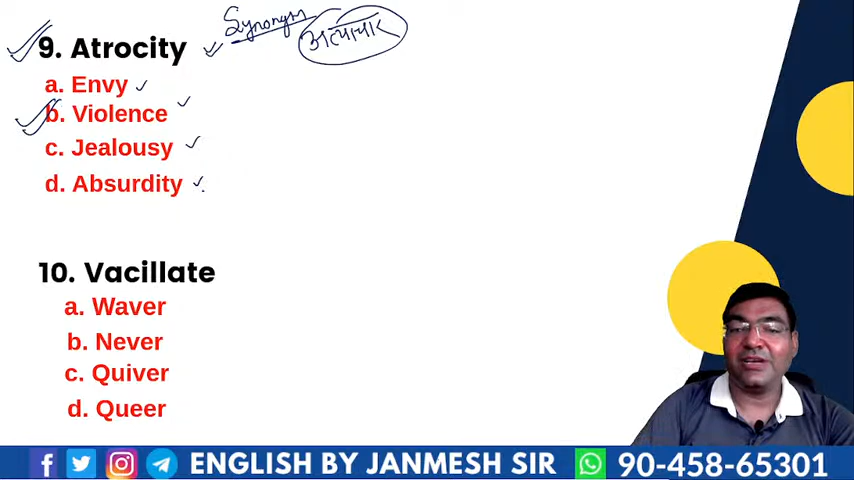 Synonym
9. Atrocity अत्याचार
a. Envy
b. Violence
c. Jealousy
d. Absurdity
10. Vacillate
a. Waver
b. Never
c. Quiver
d. Queer
ENGLISH BY JANMESH SIR 90-458-65301